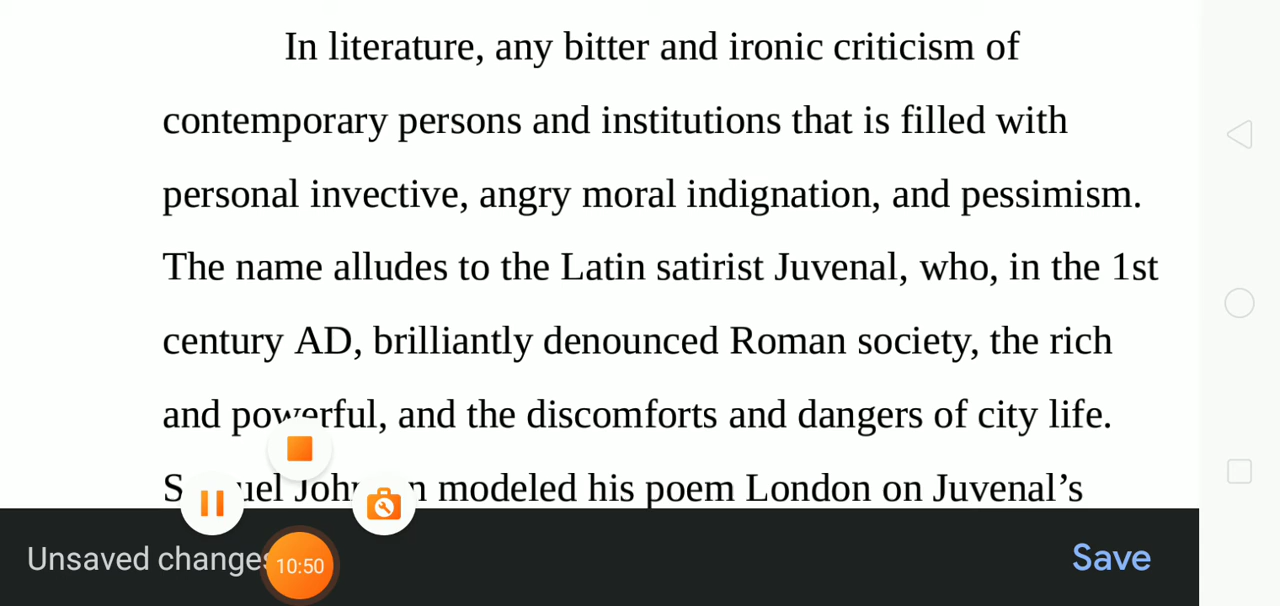 In literature, any bitter and ironic criticism of
contemporary persons and institutions that is filled with
personal invective, angry moral indignation, and pessimism.
The name alludes to the Latin satirist Juvenal, who, in the 1st
century AD, brilliantly denounced Roman society, the rich
and powerful, and the discomforts and dangers of city life.
Samuel Johnson modeled his poem London on Juvenal’s
Unsaved changes
10:50
Save